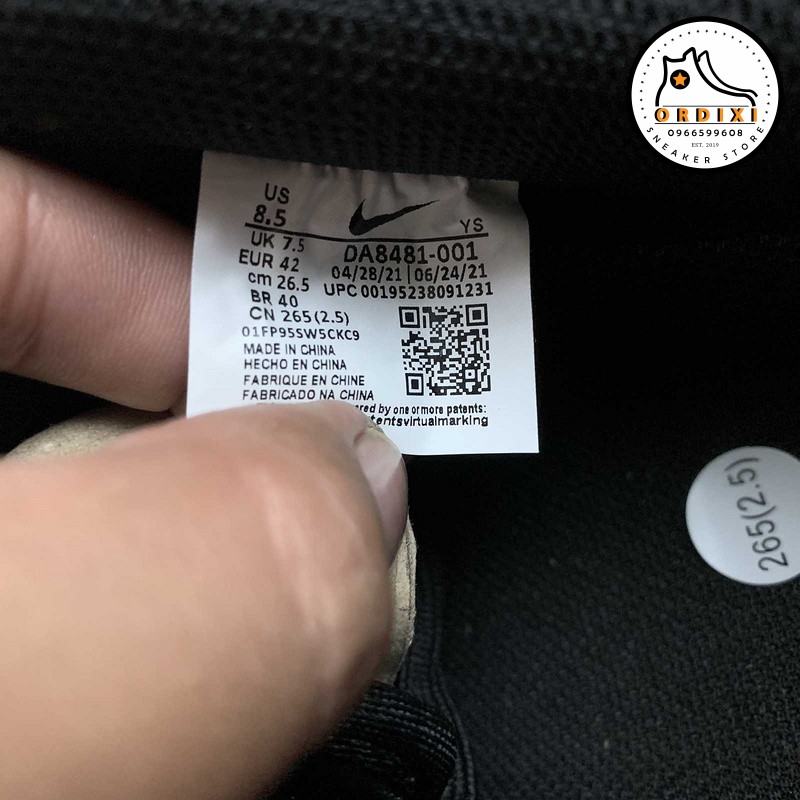 ORDIXI
0966599608
EST. 2019
SNEAKER STORE
US
8.5
YS
UK 7.5
DA8481-001
EUR 42
04/28/21 | 06/24/21
cm 26.5
UPC 00195238091231
BR 40
CN 265(2.5)
01FP95SW5CKC9
MADE IN CHINA
HECHO EN CHINA
FABRIQUE EN CHINE
FABRICADO NA CHINA
by one or more patents:
265(2.5)